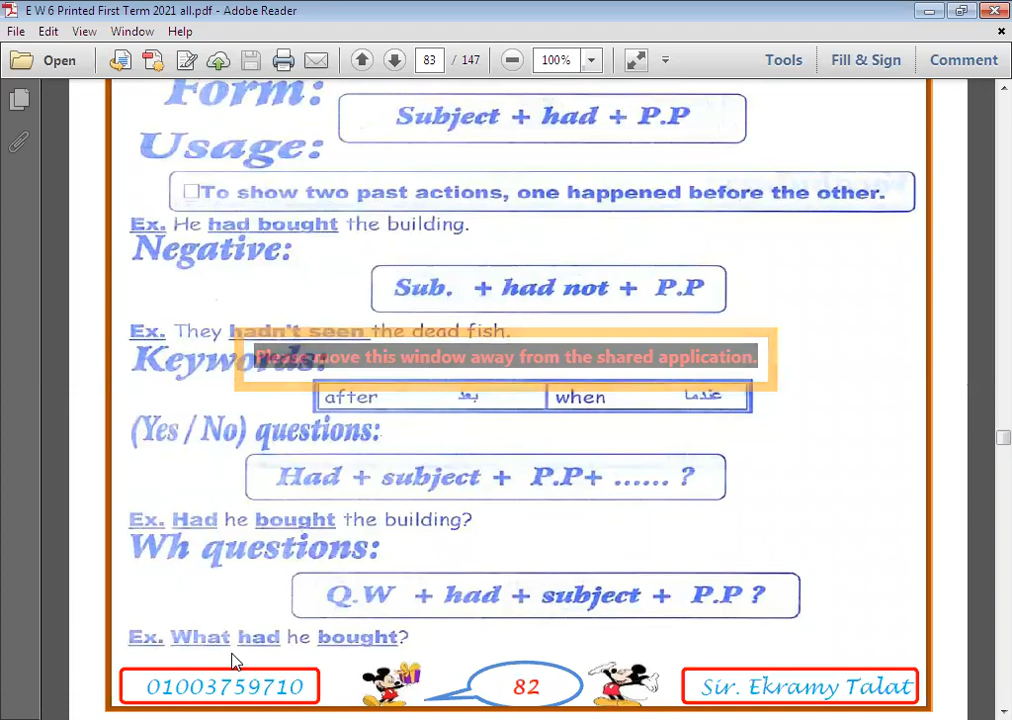 E W 6 Printed First Term 2021 all.pdf - Adobe Reader
File Edit View Window Help
Open 83 / 147 100% Tools Fill & Sign Comment
Form:
Subject + had + P.P
Usage:
To show two past actions, one happened before the other.
Ex. He had bought the building.
Negative:
Sub. + had not + P.P
Ex. They hadn't seen the dead fish.
Keywords:
Please move this window away from the shared application.
after بعد when عندما
(Yes / No) questions:
Had + subject + P.P+ ...... ?
Ex. Had he bought the building?
Wh questions:
Q.W + had + subject + P.P ?
Ex. What had he bought?
01003759710 82 Sir. Ekramy Talat